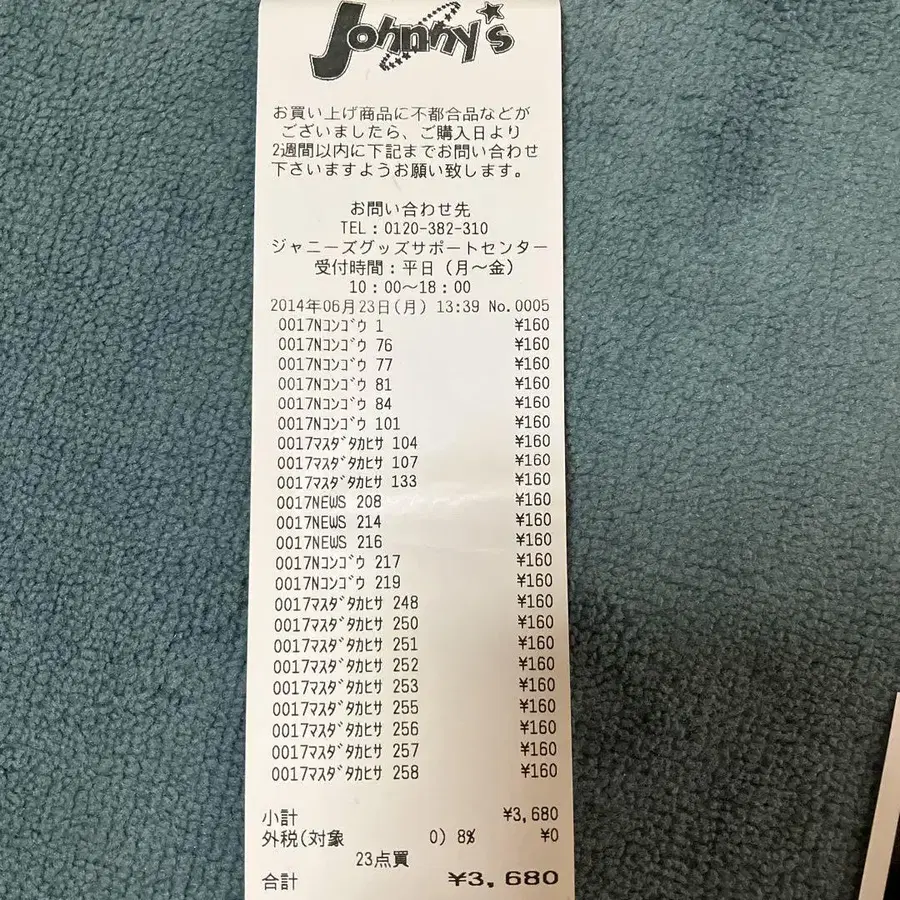 Johnny's
お買い上げ商品に不都合品などが
ございましたら、ご購入日より
2週間以内に下記までお問い合わせ
下さいますようお願い致します。
お問い合わせ先
TEL：0120-382-310
ジャニーズグッズサポートセンター
受付時間：平日（月～金）
10：00～18：00
2014年06月23日(月) 13:39 No.0005
0017Nｺﾝｺﾞｳ 1 ¥160
0017Nｺﾝｺﾞｳ 76 ¥160
0017Nｺﾝｺﾞｳ 77 ¥160
0017Nｺﾝｺﾞｳ 81 ¥160
0017Nｺﾝｺﾞｳ 84 ¥160
0017Nｺﾝｺﾞｳ 101 ¥160
0017ﾏｽﾀﾞﾀｶﾋｻ 104 ¥160
0017ﾏｽﾀﾞﾀｶﾋｻ 107 ¥160
0017ﾏｽﾀﾞﾀｶﾋｻ 133 ¥160
0017NEWS 208 ¥160
0017NEWS 214 ¥160
0017NEWS 216 ¥160
0017Nｺﾝｺﾞｳ 217 ¥160
0017Nｺﾝｺﾞｳ 219 ¥160
0017ﾏｽﾀﾞﾀｶﾋｻ 248 ¥160
0017ﾏｽﾀﾞﾀｶﾋｻ 250 ¥160
0017ﾏｽﾀﾞﾀｶﾋｻ 251 ¥160
0017ﾏｽﾀﾞﾀｶﾋｻ 252 ¥160
0017ﾏｽﾀﾞﾀｶﾋｻ 253 ¥160
0017ﾏｽﾀﾞﾀｶﾋｻ 255 ¥160
0017ﾏｽﾀﾞﾀｶﾋｻ 256 ¥160
0017ﾏｽﾀﾞﾀｶﾋｻ 257 ¥160
0017ﾏｽﾀﾞﾀｶﾋｻ 258 ¥160
小計 ¥3,680
外税(対象 0) 8% ¥0
23点買
合計 ¥3,680